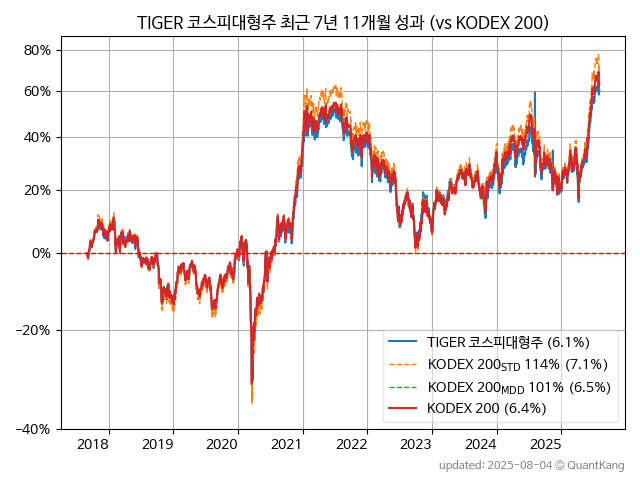 TIGER 코스피대형주 최근 7년 11개월 성과 (vs KODEX 200)
80%
60%
40%
20%
0%
−20%
−40%
TIGER 코스피대형주 (6.1%)
KODEX 200STD 114% (7.1%)
KODEX 200MDD 101% (6.5%)
KODEX 200 (6.4%)
2018 2019 2020 2021 2022 2023 2024 2025
updated: 2025-08-04 © QuantKang